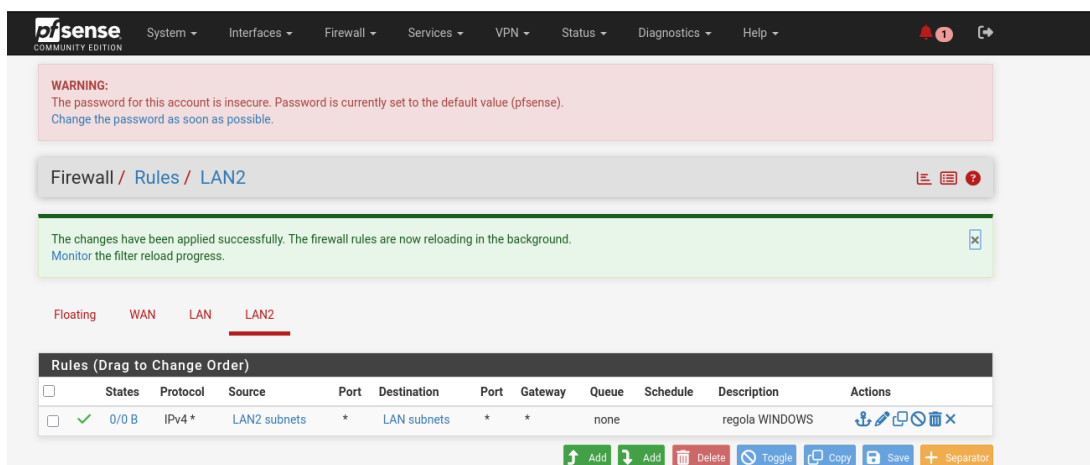 pfsense COMMUNITY EDITION System Interfaces Firewall Services VPN Status Diagnostics Help 1
WARNING:
The password for this account is insecure. Password is currently set to the default value (pfsense).
Change the password as soon as possible.
Firewall / Rules / LAN2
The changes have been applied successfully. The firewall rules are now reloading in the background.
Monitor the filter reload progress.
Floating WAN LAN LAN2
Rules (Drag to Change Order)
States Protocol Source Port Destination Port Gateway Queue Schedule Description Actions
0/0 B IPv4 * LAN2 subnets * LAN subnets * * none regola WINDOWS
Add Add Delete Toggle Copy Save Separator